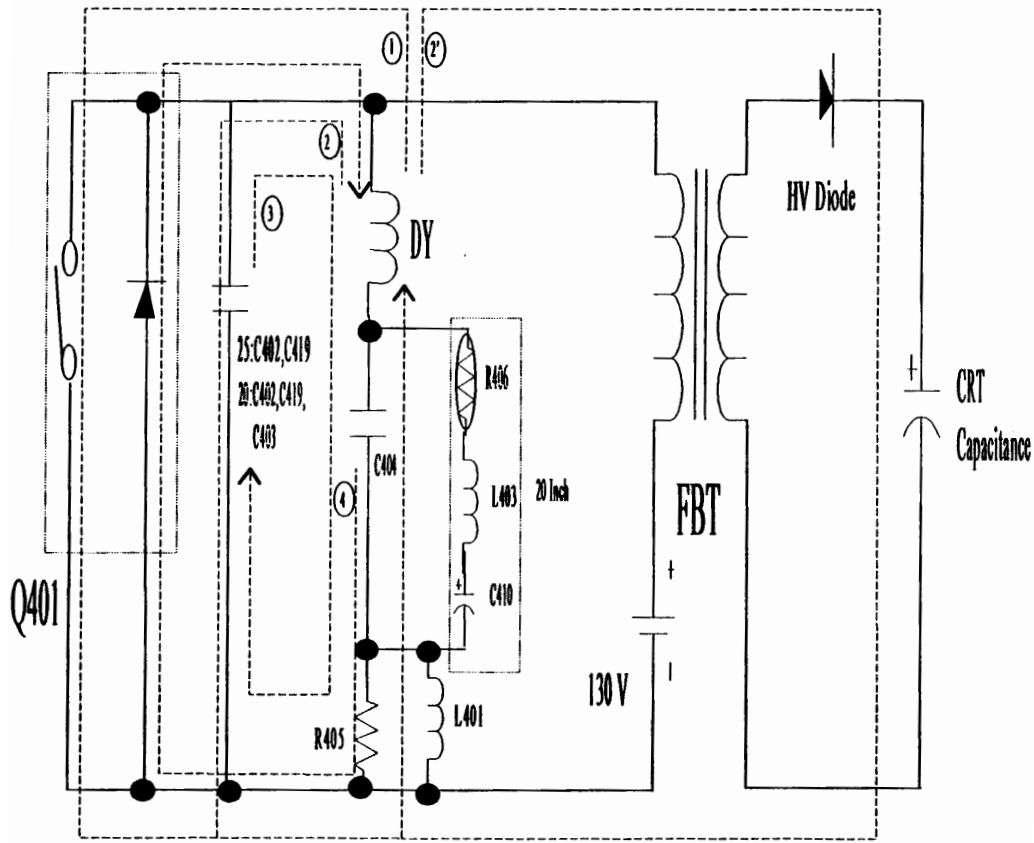 1
2'
2
3
4
DY
HV Diode
25:C402,C419
20:C402,C419,
C403
R406
C404
L403
20 Inch
C410
FBT
+
CRT
Capacitance
Q401
+
+
-
130 V
R405
L401